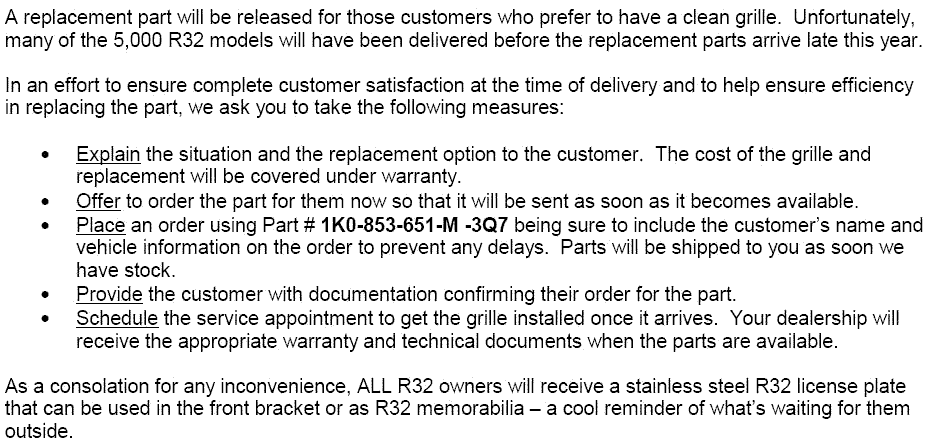 A replacement part will be released for those customers who prefer to have a clean grille.  Unfortunately,
many of the 5,000 R32 models will have been delivered before the replacement parts arrive late this year.
In an effort to ensure complete customer satisfaction at the time of delivery and to help ensure efficiency
in replacing the part, we ask you to take the following measures:
• Explain the situation and the replacement option to the customer.  The cost of the grille and
replacement will be covered under warranty.
• Offer to order the part for them now so that it will be sent as soon as it becomes available.
• Place an order using Part # 1K0-853-651-M -3Q7 being sure to include the customer's name and
vehicle information on the order to prevent any delays.  Parts will be shipped to you as soon we
have stock.
• Provide the customer with documentation confirming their order for the part.
• Schedule the service appointment to get the grille installed once it arrives.  Your dealership will
receive the appropriate warranty and technical documents when the parts are available.
As a consolation for any inconvenience, ALL R32 owners will receive a stainless steel R32 license plate
that can be used in the front bracket or as R32 memorabilia – a cool reminder of what's waiting for them
outside.